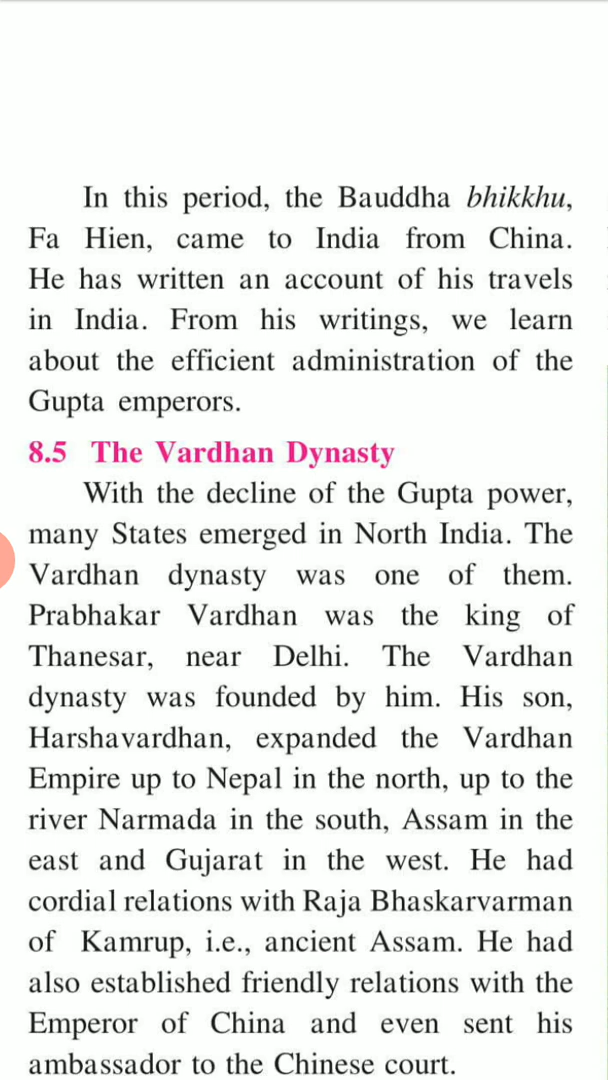 In this period, the Bauddha bhikkhu,
Fa Hien, came to India from China.
He has written an account of his travels
in India. From his writings, we learn
about the efficient administration of the
Gupta emperors.
8.5 The Vardhan Dynasty
With the decline of the Gupta power,
many States emerged in North India. The
Vardhan dynasty was one of them.
Prabhakar Vardhan was the king of
Thanesar, near Delhi. The Vardhan
dynasty was founded by him. His son,
Harshavardhan, expanded the Vardhan
Empire up to Nepal in the north, up to the
river Narmada in the south, Assam in the
east and Gujarat in the west. He had
cordial relations with Raja Bhaskarvarman
of Kamrup, i.e., ancient Assam. He had
also established friendly relations with the
Emperor of China and even sent his
ambassador to the Chinese court.